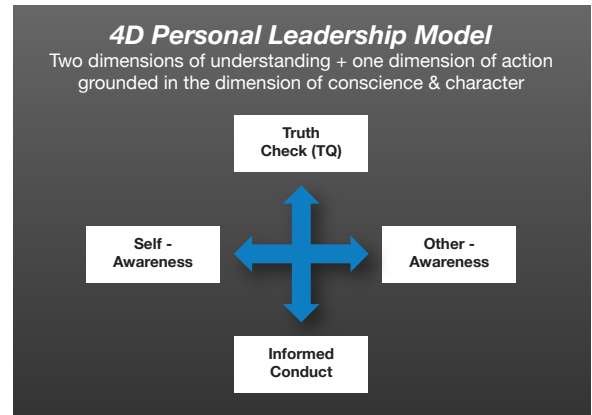 4D Personal Leadership Model
Two dimensions of understanding + one dimension of action
grounded in the dimension of conscience & character
Truth
Check (TQ)
Self -
Awareness
Other -
Awareness
Informed
Conduct